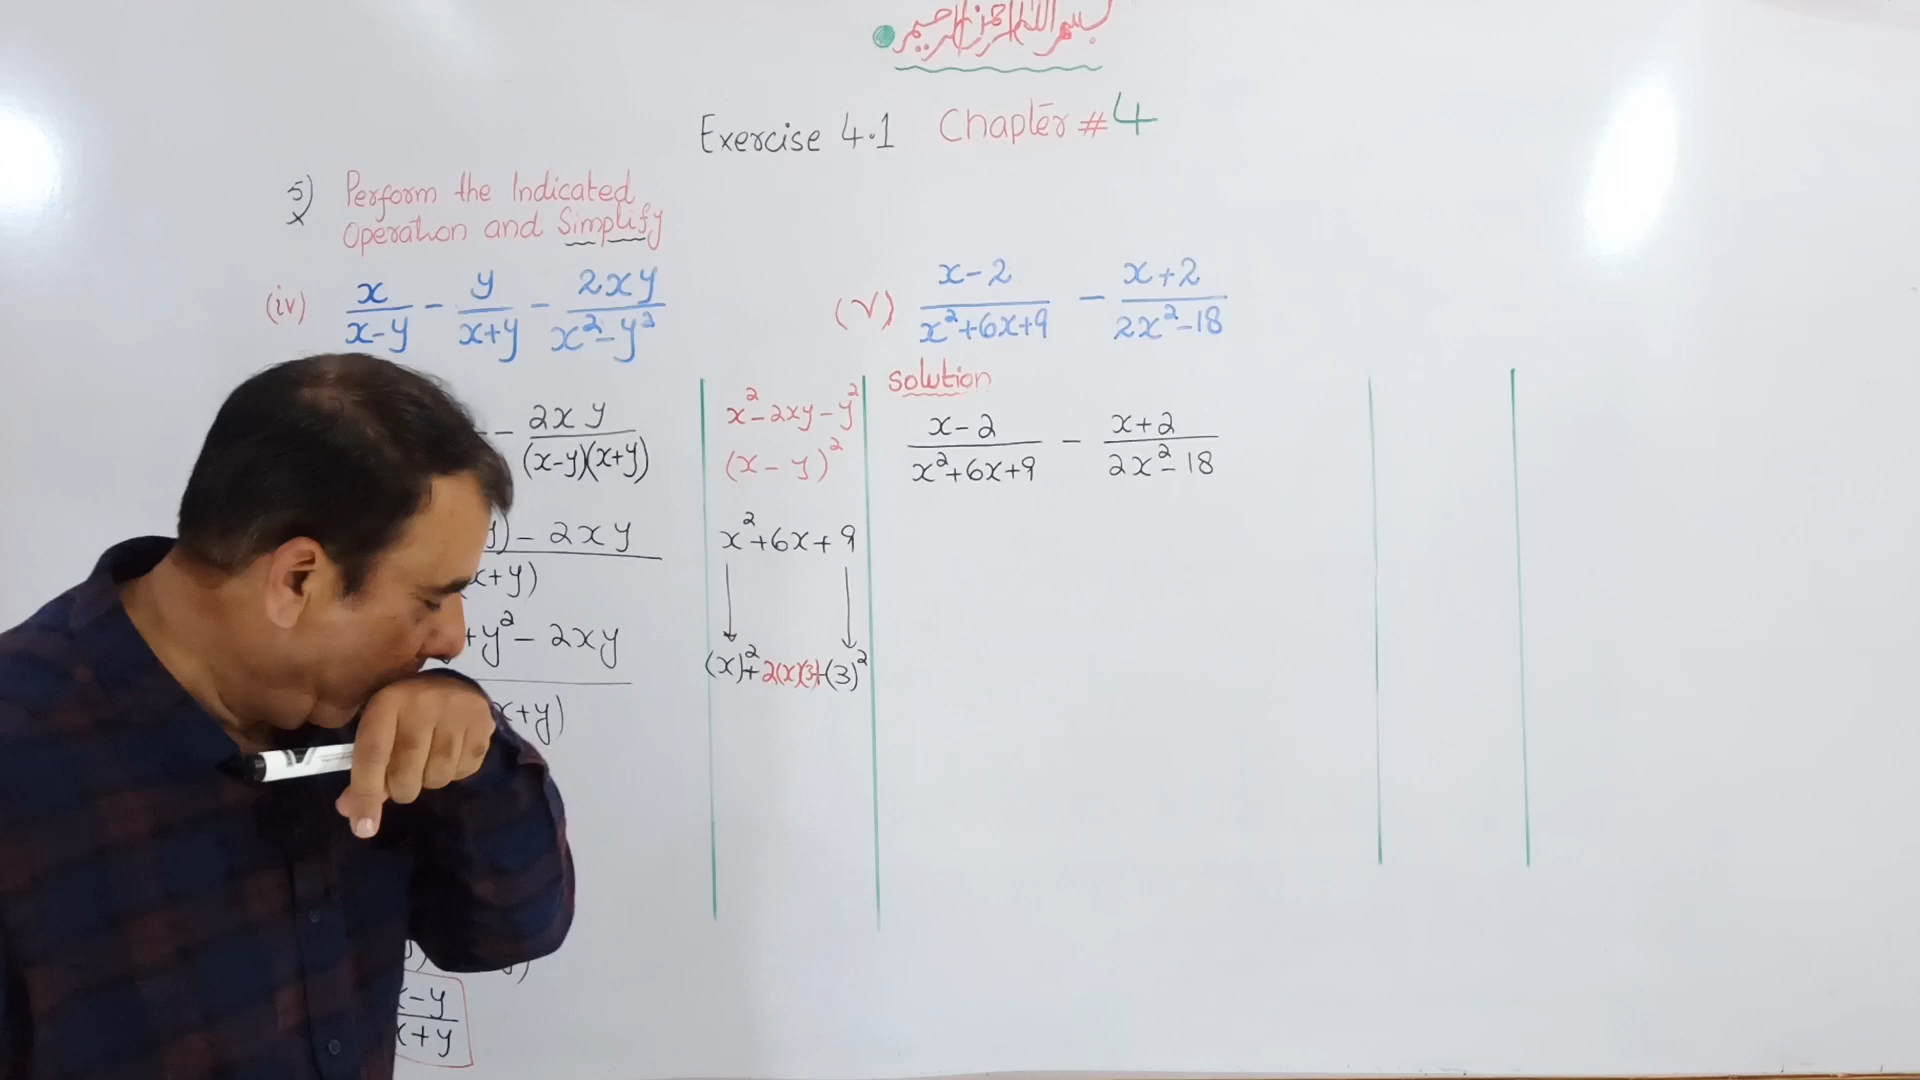 بسم اللہ الرحمن الرحیم
Exercise 4.1 Chapter # 4
5) Perform the Indicated
Operation and Simplify
(iv) x/(x-y) - y/(x+y) - 2xy/(x²-y²)
(V) (x-2)/(x²+6x+9) - (x+2)/(2x²-18)
- 2xy/((x-y)(x+y))
) - 2xy
x+y)
+y² - 2xy
x+y)
x-y
x+y
x²-2xy-y²
(x-y)²
x²+6x+9
(x)²+2(x)(3)+(3)²
Solution
(x-2)/(x²+6x+9) - (x+2)/(2x²-18)